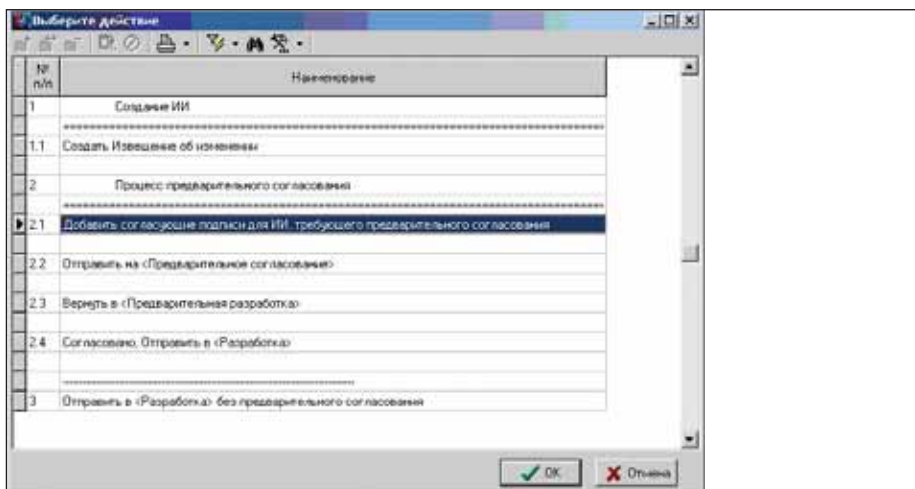 Выберите действие
№ п/п Наименование
1 Создание ИИ
1.1 Создать Извещение об изменении
2 Процесс предварительного согласования
2.1 Добавить согласующие подписи для ИИ, требующего предварительного согласования
2.2 Отправить на <Предварительное согласование>
2.3 Вернуть в <Предварительная разработка>
2.4 Согласовано, Отправить в <Разработка>
3 Отправить в <Разработка> без предварительного согласования
OK Отмена